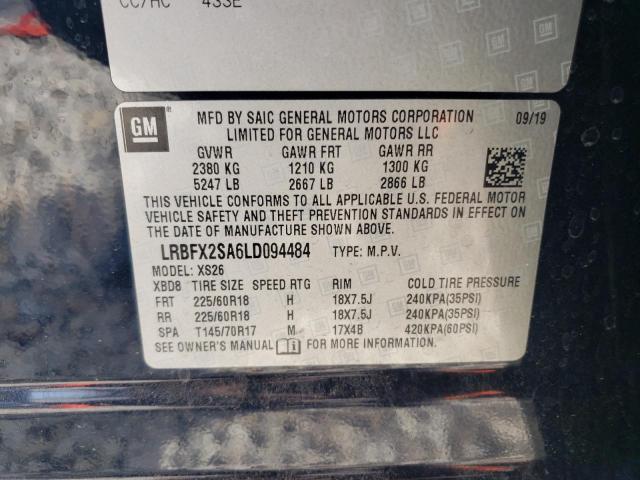 CC/HC 43SE
GM
MFD BY SAIC GENERAL MOTORS CORPORATION 09/19
LIMITED FOR GENERAL MOTORS LLC
GVWR GAWR FRT GAWR RR
2380 KG 1210 KG 1300 KG
5247 LB 2667 LB 2866 LB
THIS VEHICLE CONFORMS TO ALL APPLICABLE U.S. FEDERAL MOTOR
VEHICLE SAFETY AND THEFT PREVENTION STANDARDS IN EFFECT ON
THE DATE OF MANUFACTURE SHOWN ABOVE.
LRBFX2SA6LD094484 TYPE: M.P.V.
MODEL: XS26
XBD8 TIRE SIZE SPEED RTG RIM COLD TIRE PRESSURE
FRT 225/60R18 H 18X7.5J 240KPA(35PSI)
RR 225/60R18 H 18X7.5J 240KPA(35PSI)
SPA T145/70R17 M 17X4B 420KPA(60PSI)
SEE OWNER'S MANUAL FOR MORE INFORMATION.